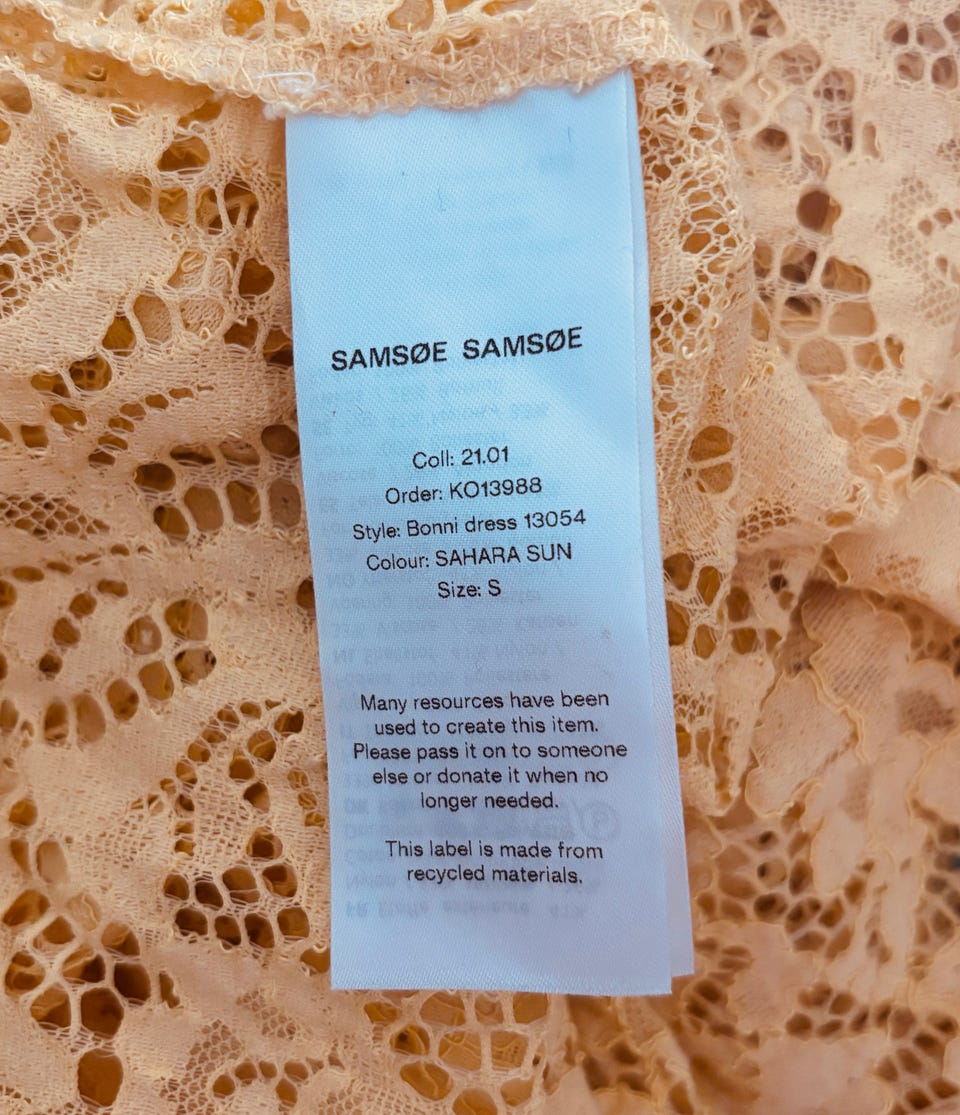 SAMSØE SAMSØE
Coll: 21.01
Order: KO13988
Style: Bonni dress 13054
Colour: SAHARA SUN
Size: S
Many resources have been
used to create this item.
Please pass it on to someone
else or donate it when no
longer needed.
This label is made from
recycled materials.